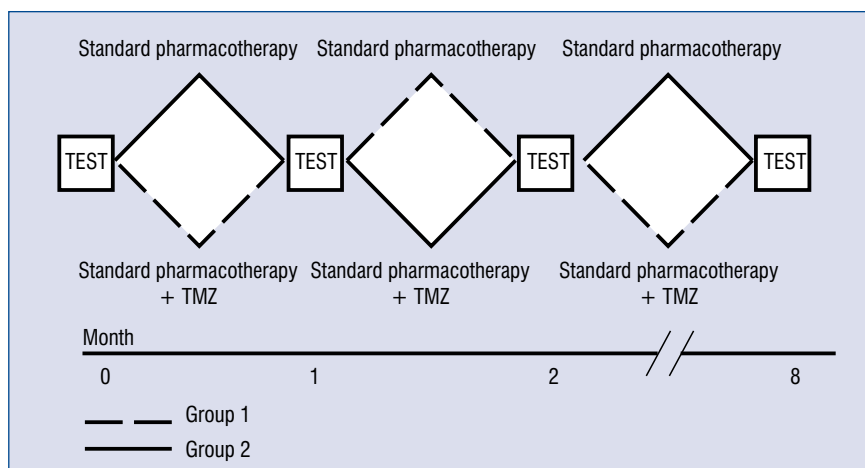 Standard pharmacotherapy Standard pharmacotherapy Standard pharmacotherapy
TEST TEST TEST TEST
Standard pharmacotherapy Standard pharmacotherapy Standard pharmacotherapy
+ TMZ + TMZ + TMZ
Month
0 1 2 8
Group 1
Group 2